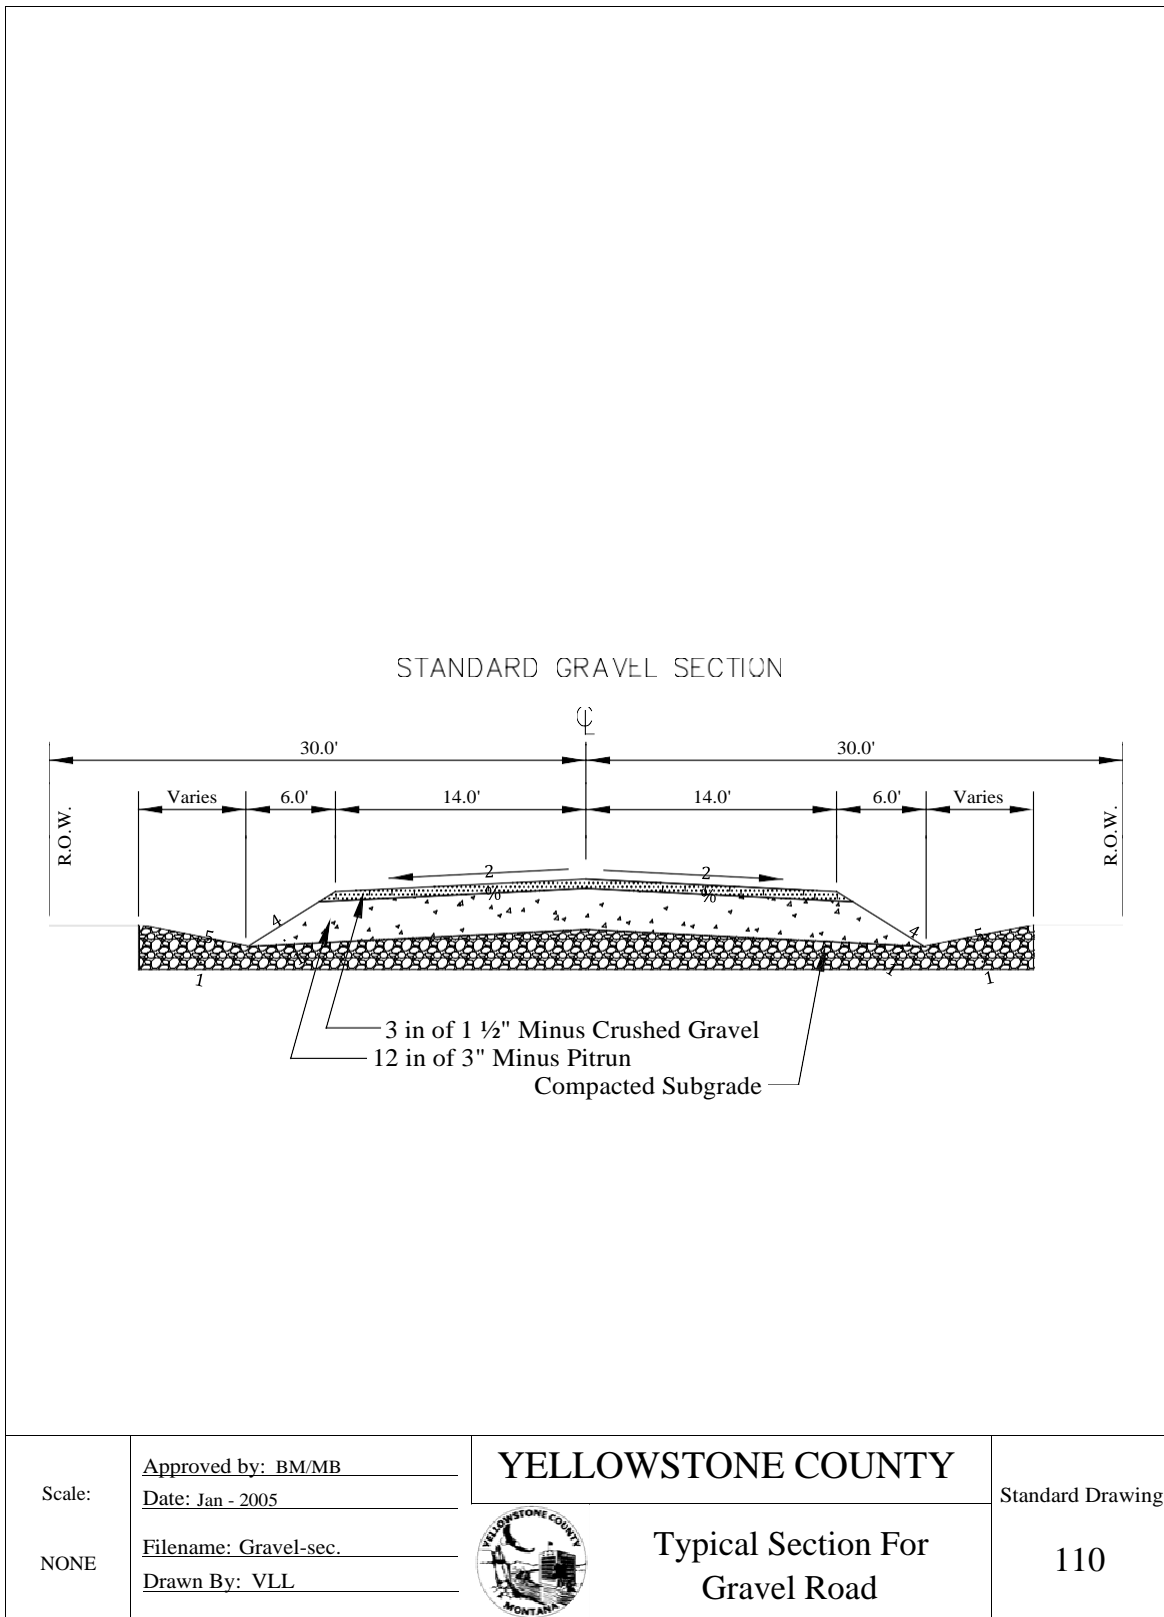 STANDARD GRAVEL SECTION
℄
30.0' 30.0'
Varies 6.0' 14.0' 14.0' 6.0' Varies
R.O.W. R.O.W.
2 % 2 %
5 4 4 5
1 1 1
3 in of 1 ½" Minus Crushed Gravel
12 in of 3" Minus Pitrun
Compacted Subgrade
Scale:
NONE
Approved by: BM/MB
Date: Jan - 2005
Filename: Gravel-sec.
Drawn By: VLL
YELLOWSTONE COUNTY
YELLOWSTONE COUNTY
MONTANA
Typical Section For
Gravel Road
Standard Drawing
110